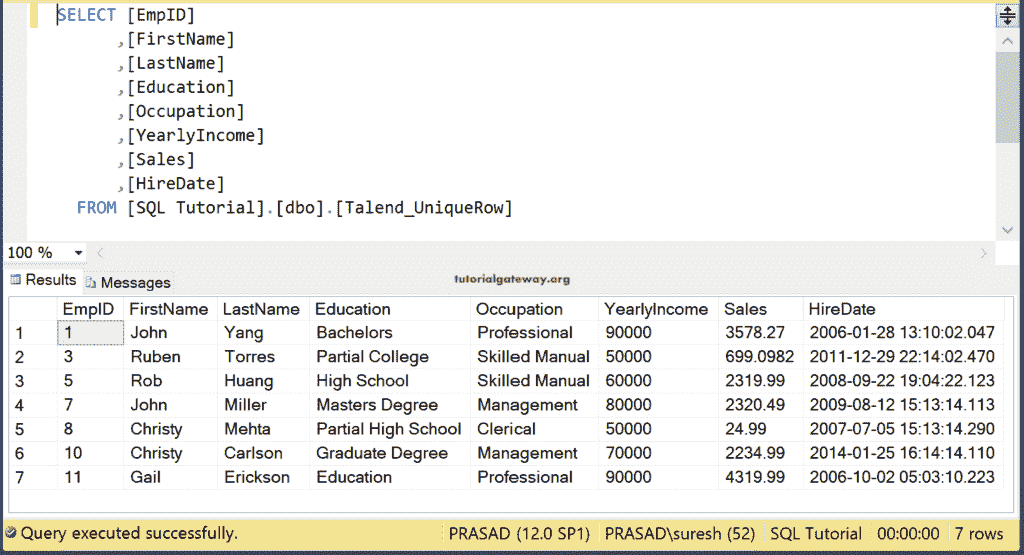 SELECT [EmpID]
,[FirstName]
,[LastName]
,[Education]
,[Occupation]
,[YearlyIncome]
,[Sales]
,[HireDate]
FROM [SQL Tutorial].[dbo].[Talend_UniqueRow]
100 %
Results Messages tutorialgateway.org
EmpID FirstName LastName Education Occupation YearlyIncome Sales HireDate
1 1 John Yang Bachelors Professional 90000 3578.27 2006-01-28 13:10:02.047
2 3 Ruben Torres Partial College Skilled Manual 50000 699.0982 2011-12-29 22:14:02.470
3 5 Rob Huang High School Skilled Manual 60000 2319.99 2008-09-22 19:04:22.123
4 7 John Miller Masters Degree Management 80000 2320.49 2009-08-12 15:13:14.113
5 8 Christy Mehta Partial High School Clerical 50000 24.99 2007-07-05 15:13:14.290
6 10 Christy Carlson Graduate Degree Management 70000 2234.99 2014-01-25 16:14:14.110
7 11 Gail Erickson Education Professional 90000 4319.99 2006-10-02 05:03:10.223
Query executed successfully. PRASAD (12.0 SP1) PRASAD\suresh (52) SQL Tutorial 00:00:00 7 rows